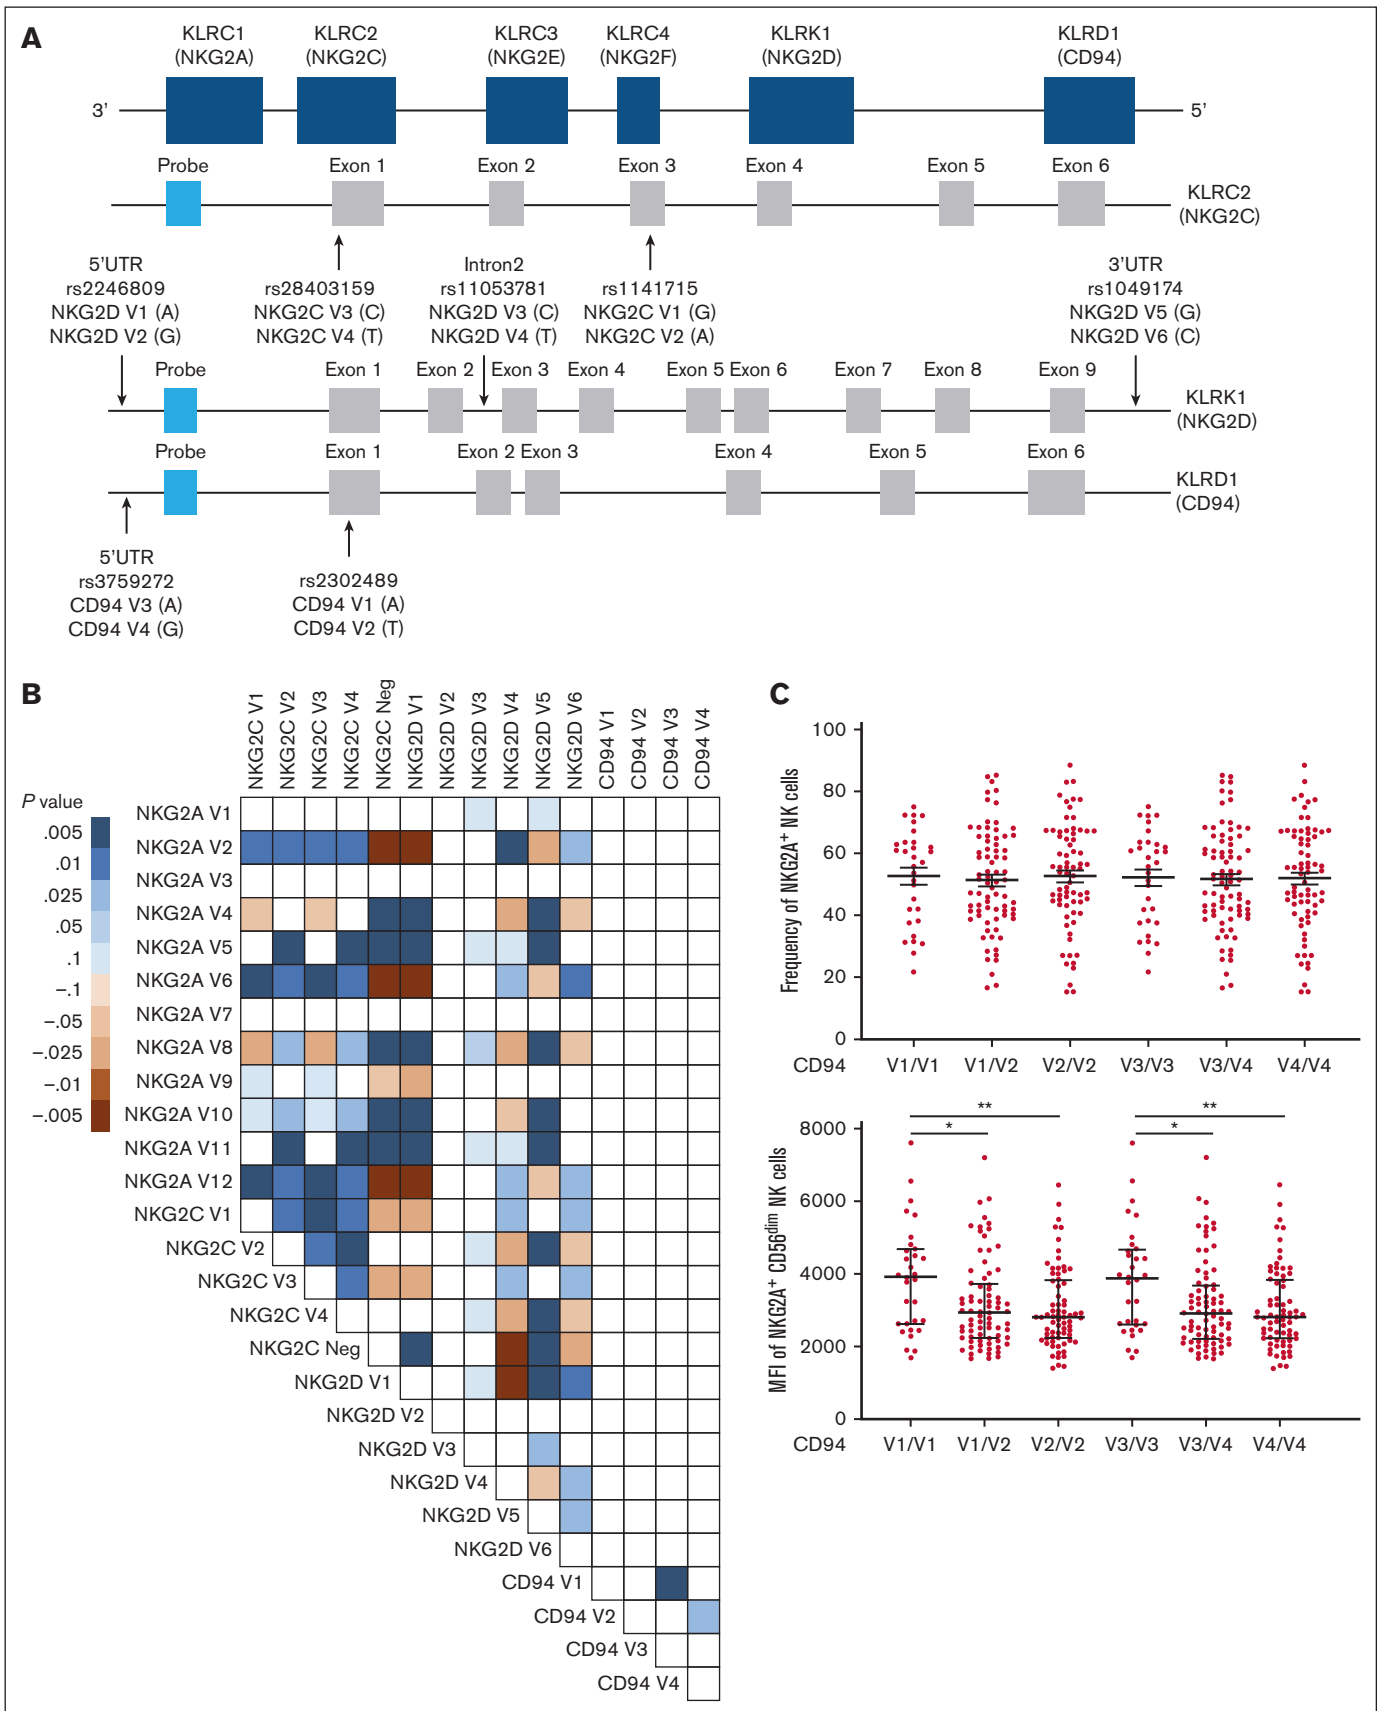 A
KLRC1 KLRC2 KLRC3 KLRC4 KLRK1 KLRD1
(NKG2A) (NKG2C) (NKG2E) (NKG2F) (NKG2D) (CD94)
3’ 5’
Probe Exon 1 Exon 2 Exon 3 Exon 4 Exon 5 Exon 6
KLRC2
(NKG2C)
5’UTR Intron2 3’UTR
rs2246809 rs28403159 rs11053781 rs1141715 rs1049174
NKG2D V1 (A) NKG2C V3 (C) NKG2D V3 (C) NKG2C V1 (G) NKG2D V5 (G)
NKG2D V2 (G) NKG2C V4 (T) NKG2D V4 (T) NKG2C V2 (A) NKG2D V6 (C)
Probe Exon 1 Exon 2 Exon 3 Exon 4 Exon 5 Exon 6 Exon 7 Exon 8 Exon 9
KLRK1
(NKG2D)
Probe Exon 1 Exon 2 Exon 3 Exon 4 Exon 5 Exon 6
KLRD1
(CD94)
5’UTR
rs3759272 rs2302489
CD94 V3 (A) CD94 V1 (A)
CD94 V4 (G) CD94 V2 (T)
B
NKG2C V1
NKG2C V2
NKG2C V3
NKG2C V4
NKG2C Neg
NKG2D V1
NKG2D V2
NKG2D V3
NKG2D V4
NKG2D V5
NKG2D V6
CD94 V1
CD94 V2
CD94 V3
CD94 V4
P value
.005
.01
.025
.05
.1
–.1
–.05
–.025
–.01
–.005
NKG2A V1
NKG2A V2
NKG2A V3
NKG2A V4
NKG2A V5
NKG2A V6
NKG2A V7
NKG2A V8
NKG2A V9
NKG2A V10
NKG2A V11
NKG2A V12
NKG2C V1
NKG2C V2
NKG2C V3
NKG2C V4
NKG2C Neg
NKG2D V1
NKG2D V2
NKG2D V3
NKG2D V4
NKG2D V5
NKG2D V6
CD94 V1
CD94 V2
CD94 V3
CD94 V4
C
Frequency of NKG2A+ NK cells
100
80
60
40
20
0
CD94 V1/V1 V1/V2 V2/V2 V3/V3 V3/V4 V4/V4
MFI of NKG2A+ CD56dim NK cells
** **
* *
8000
6000
4000
2000
0
CD94 V1/V1 V1/V2 V2/V2 V3/V3 V3/V4 V4/V4